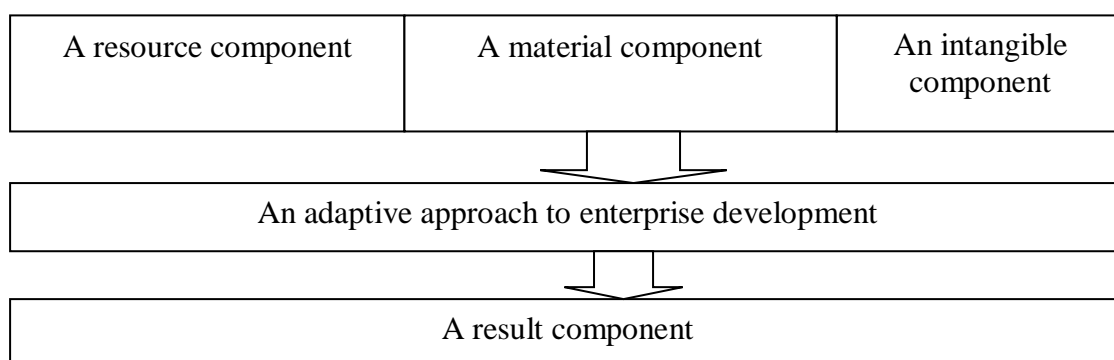 A resource component
A material component
An intangible
component
An adaptive approach to enterprise development
A result component